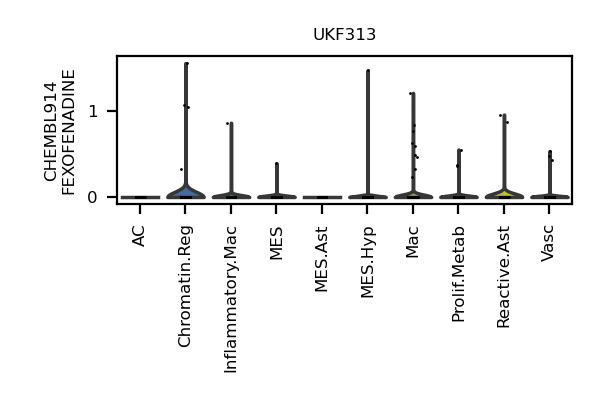 UKF313
CHEMBL914
FEXOFENADINE
1
0
AC
Chromatin.Reg
Inflammatory.Mac
MES
MES.Ast
MES.Hyp
Mac
Prolif.Metab
Reactive.Ast
Vasc